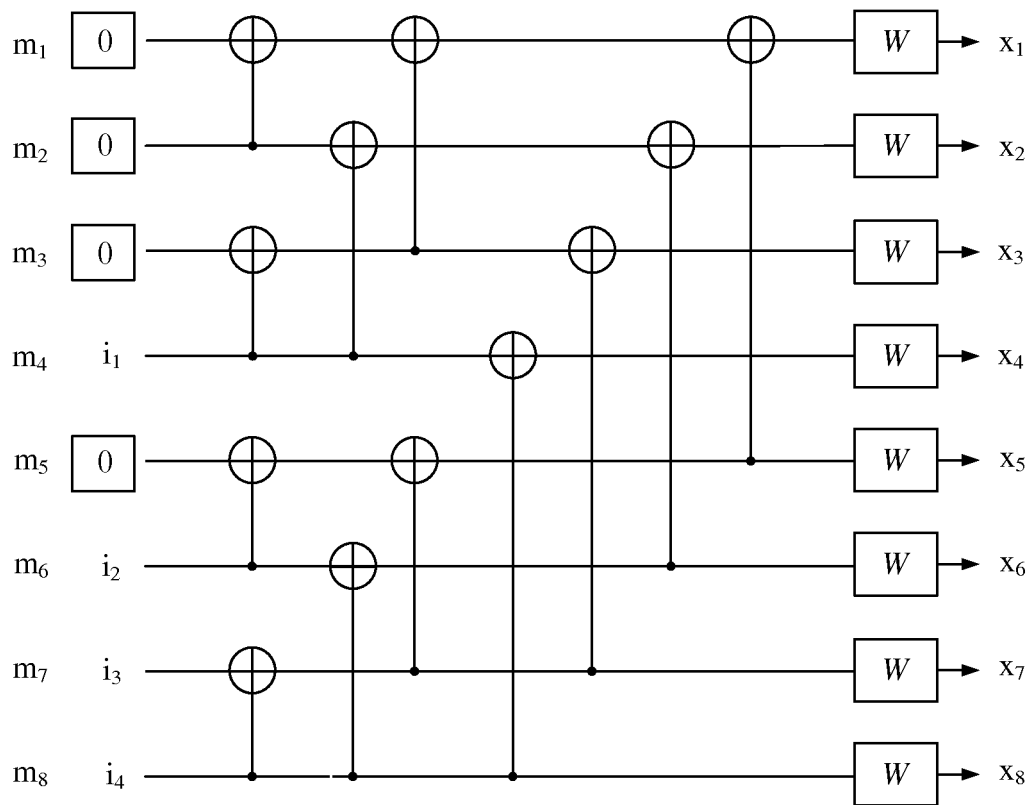 m₁ 0 W x₁
m₂ 0 W x₂
m₃ 0 W x₃
m₄ i₁ W x₄
m₅ 0 W x₅
m₆ i₂ W x₆
m₇ i₃ W x₇
m₈ i₄ W x₈